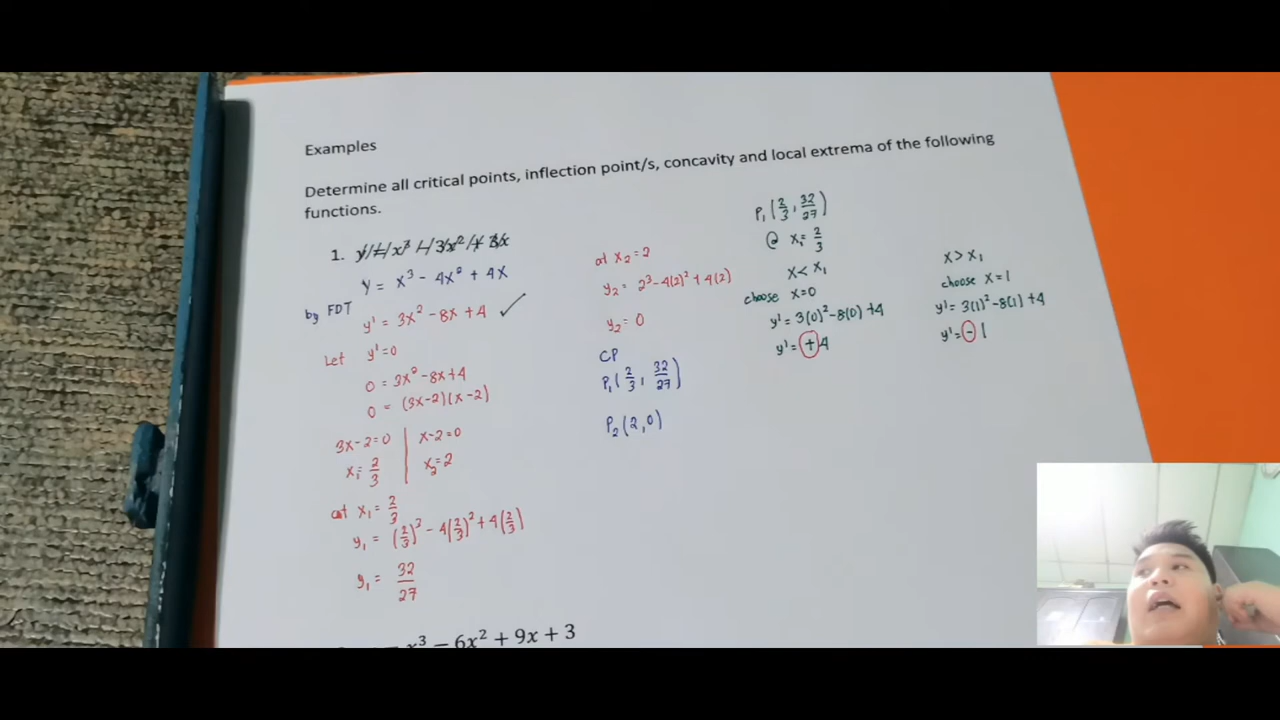 Examples
Determine all critical points, inflection point/s, concavity and local extrema of the following
functions.
1.
y = x³ - 4x² + 4x
by FDT
y' = 3x² - 8x + 4 ✓
Let y' = 0
0 = 3x² - 8x + 4
0 = (3x-2)(x-2)
3x-2=0
x₁ = 2/3
x-2=0
x₂ = 2
at x₁ = 2/3
y₁ = (2/3)³ - 4(2/3)² + 4(2/3)
y₁ = 32/27
at x₂ = 2
y₂ = 2³ - 4(2)² + 4(2)
y₂ = 0
CP
P₁(2/3, 32/27)
P₂(2,0)
P₁(2/3, 32/27)
@ x₁ = 2/3
x < x₁
choose x=0
y' = 3(0)² - 8(0) + 4
y' = +4
x > x₁
choose x=1
y' = 3(1)² - 8(1) + 4
y' = -1
x³ − 6x² + 9x + 3